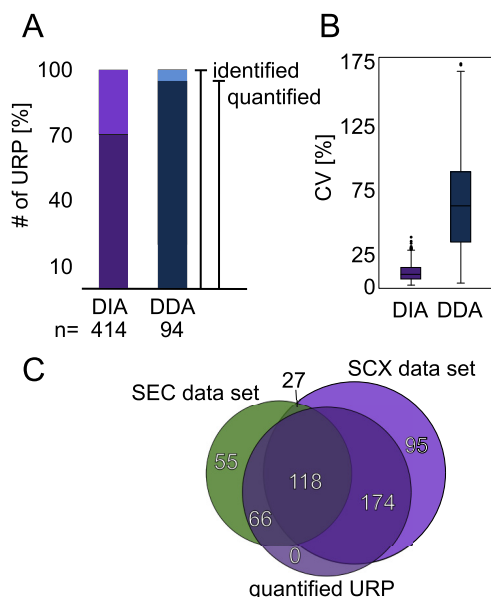 A
# of URP [%]
100
70
40
10
identified
quantified
DIA DDA
n= 414 94
B
CV [%]
175
125
75
25
0
DIA DDA
C
SEC data set
27
SCX data set
55
95
118
174
66
0
quantified URP